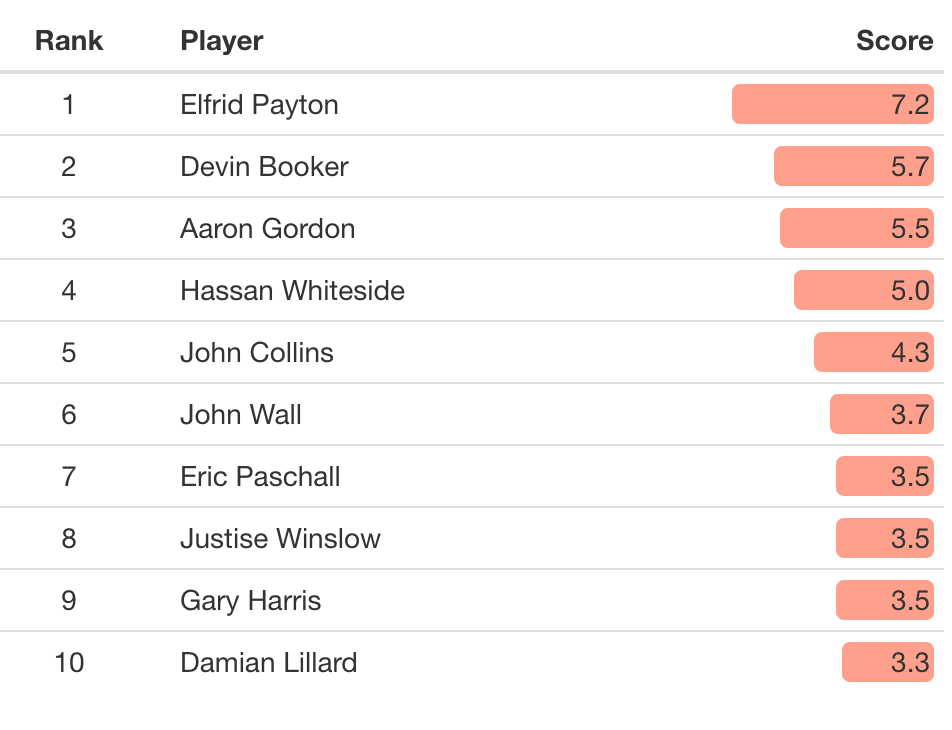 Rank Player Score
1 Elfrid Payton 7.2
2 Devin Booker 5.7
3 Aaron Gordon 5.5
4 Hassan Whiteside 5.0
5 John Collins 4.3
6 John Wall 3.7
7 Eric Paschall 3.5
8 Justise Winslow 3.5
9 Gary Harris 3.5
10 Damian Lillard 3.3